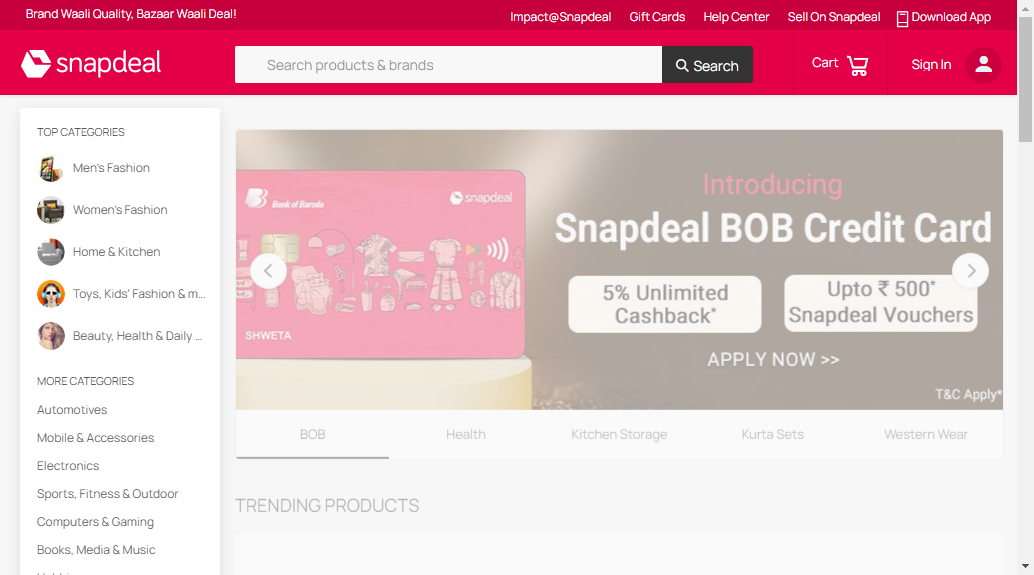 Brand Waali Quality, Bazaar Waali Deal!
Impact@Snapdeal
Gift Cards
Help Center
Sell On Snapdeal
Download App
snapdeal
Search products & brands
Search
Cart
Sign In
TOP CATEGORIES
Men's Fashion
Women's Fashion
Home & Kitchen
Toys, Kids' Fashion & m...
Beauty, Health & Daily ...
MORE CATEGORIES
Automotives
Mobile & Accessories
Electronics
Sports, Fitness & Outdoor
Computers & Gaming
Books, Media & Music
Bank of Baroda
snapdeal
SHWETA
Introducing
Snapdeal BOB Credit Card
5% Unlimited
Cashback*
Upto ₹ 500*
Snapdeal Vouchers
APPLY NOW >>
T&C Apply*
BOB
Health
Kitchen Storage
Kurta Sets
Western Wear
TRENDING PRODUCTS